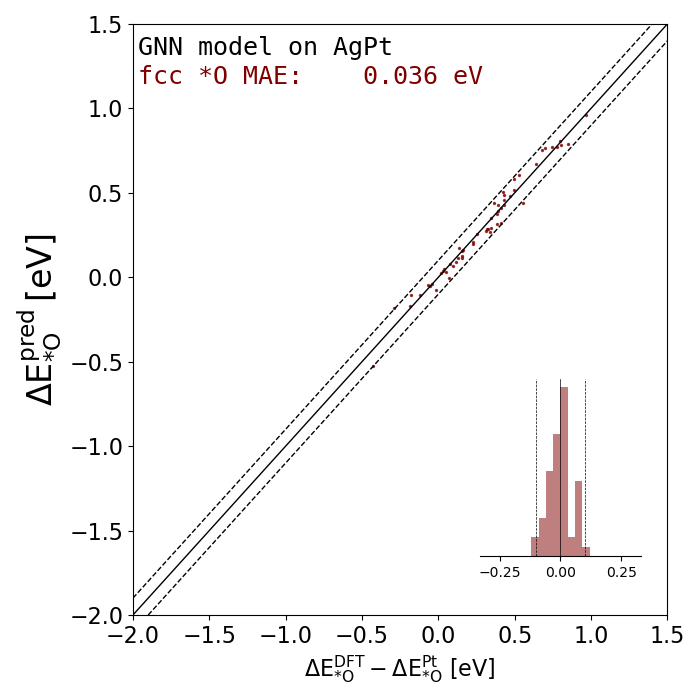 GNN model on AgPt
fcc *O MAE:    0.036 eV
1.5
1.0
0.5
0.0
−0.5
−1.0
−1.5
−2.0
ΔE*O^pred [eV]
−0.25 0.00 0.25
−2.0 −1.5 −1.0 −0.5 0.0 0.5 1.0 1.5
ΔE*O^DFT − ΔE*O^Pt [eV]